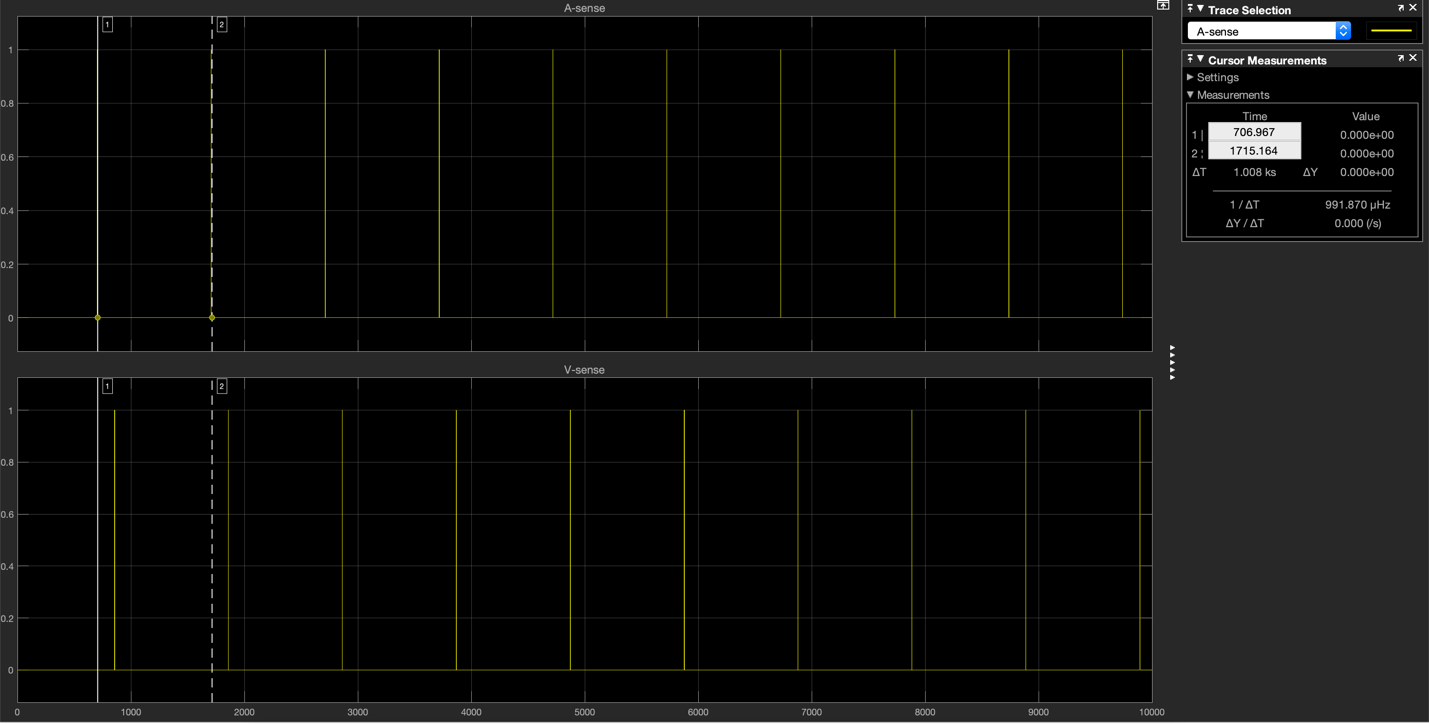 A-sense
1 2
1
0.8
0.6
0.4
0.2
0
V-sense
1 2
1
0.8
0.6
0.4
0.2
0
0 1000 2000 3000 4000 5000 6000 7000 8000 9000 10000
Trace Selection
A-sense
Cursor Measurements
Settings
Measurements
Time Value
1 | 706.967 0.000e+00
2 ¦ 1715.164 0.000e+00
ΔT 1.008 ks ΔY 0.000e+00
1 / ΔT 991.870 µHz
ΔY / ΔT 0.000 (/s)